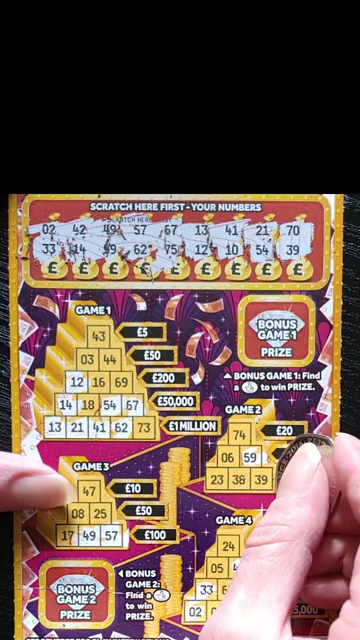 SCRATCH HERE FIRST - YOUR NUMBERS
SCRATCH HERE
02 42 49 57 67 13 41 21 70
33 14 59 62 75 12 10 54 39
£ £ £ £ £ £ £ £ £
GAME 1
43 £5
03 44 £50
12 16 69 £200
14 18 54 67 £50,000
13 21 41 62 73 £1 MILLION
BONUS
GAME 1
PRIZE
▲ BONUS GAME 1: Find
a to win PRIZE.
GAME 2
74 £20
06 59
23 38 39
GAME 3
47 £10
08 25 £50
17 49 57 £100
GAME 4
24
05
33
02
BONUS
GAME 2
PRIZE
◀ BONUS
GAME 2:
Find a
to
win
PRIZE.